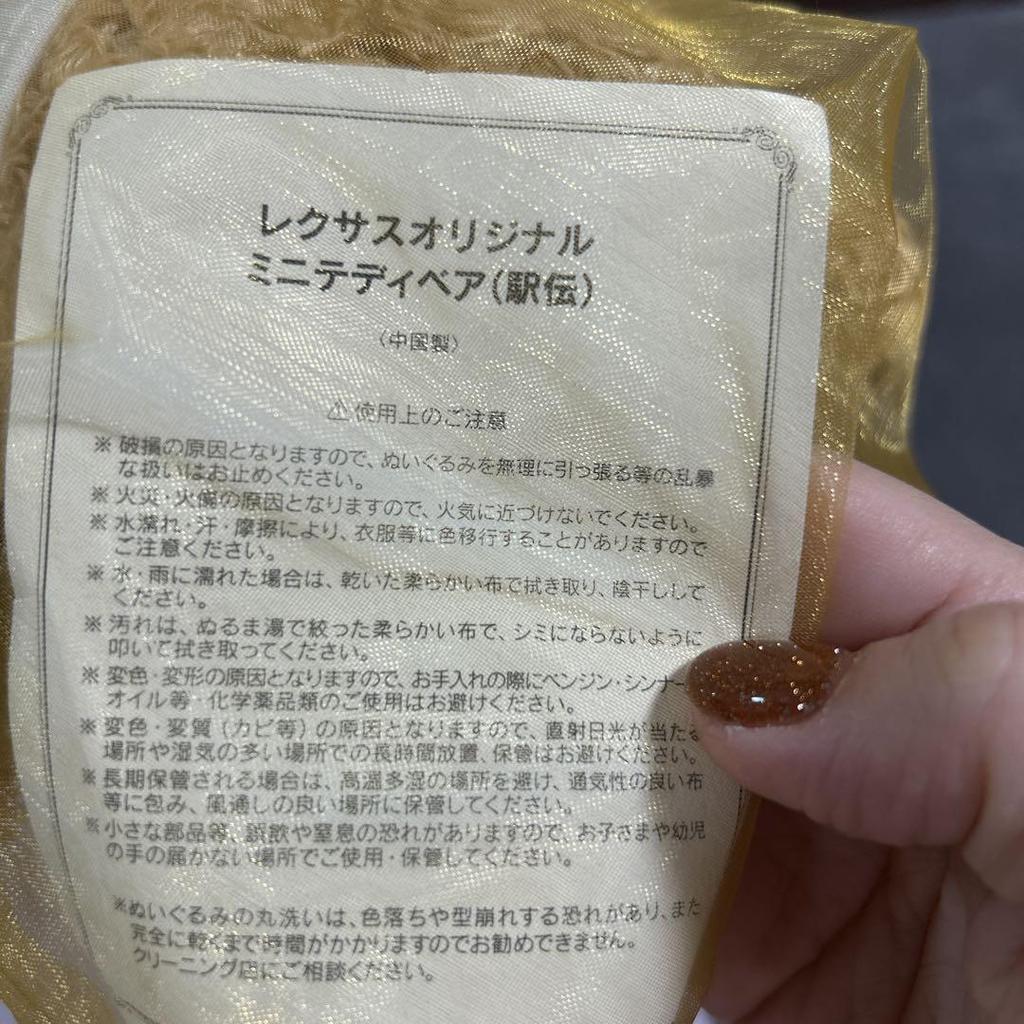 レクサスオリジナル
ミニテディベア(駅伝)
(中国製)
⚠使用上のご注意
※ 破損の原因となりますので、ぬいぐるみを無理に引っ張る等の乱暴
な扱いはお止めください。
※ 火災・火傷の原因となりますので、火気に近づけないでください。
※ 水濡れ・汗・摩擦により、衣服等に色移行することがありますので
ご注意ください。
※ 水・雨に濡れた場合は、乾いた柔らかい布で拭き取り、陰干しして
ください。
※ 汚れは、ぬるま湯で絞った柔らかい布で、シミにならないように
叩いて拭き取ってください。
※ 変色・変形の原因となりますので、お手入れの際にベンジン・シンナー
オイル等・化学薬品類のご使用はお避けください。
※ 変色・変質(カビ等)の原因となりますので、直射日光が当たる
場所や湿気の多い場所での長時間放置、保管はお避けください。
※ 長期保管される場合は、高温多湿の場所を避け、通気性の良い布
等に包み、風通しの良い場所に保管してください。
※小さな部品等、誤飲や窒息の恐れがありますので、お子さまや幼児
の手の届かない場所でご使用・保管してください。
※ぬいぐるみの丸洗いは、色落ちや型崩れする恐れがあり、また
完全に乾くまで時間がかかりますのでお勧めできません。
クリーニング店にご相談ください。